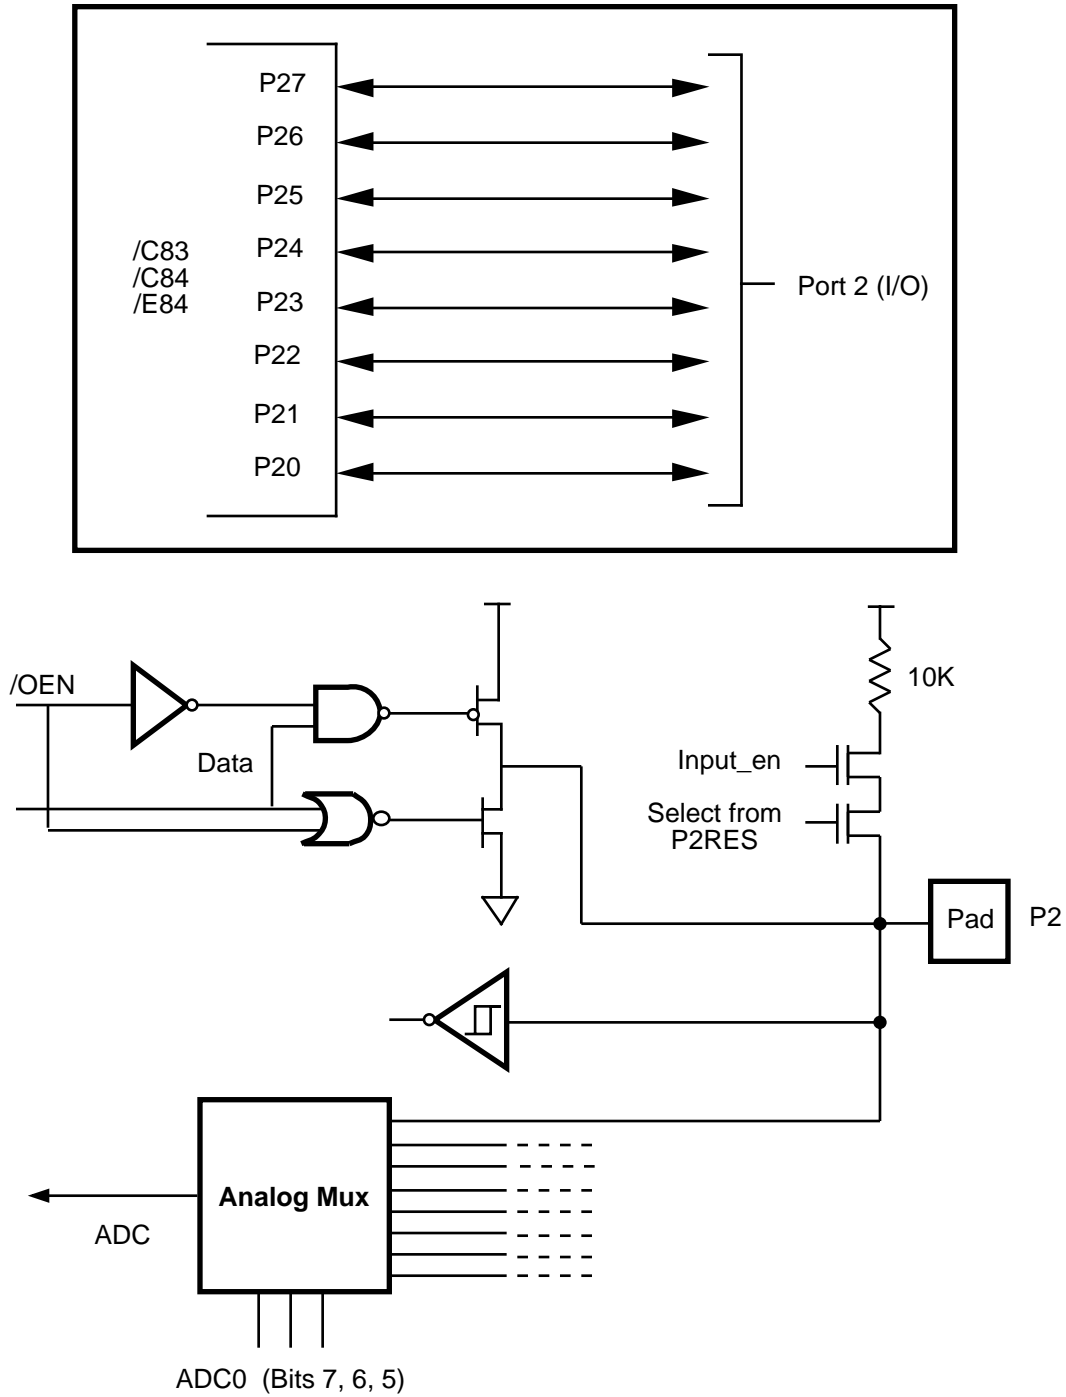 P27
P26
P25
/C83
P24
/C84
/E84
Port 2 (I/O)
P23
P22
P21
P20
/OEN
10K
Data
Input_en
Select from
P2RES
Pad
P2
Analog Mux
ADC
ADC0 (Bits 7, 6, 5)